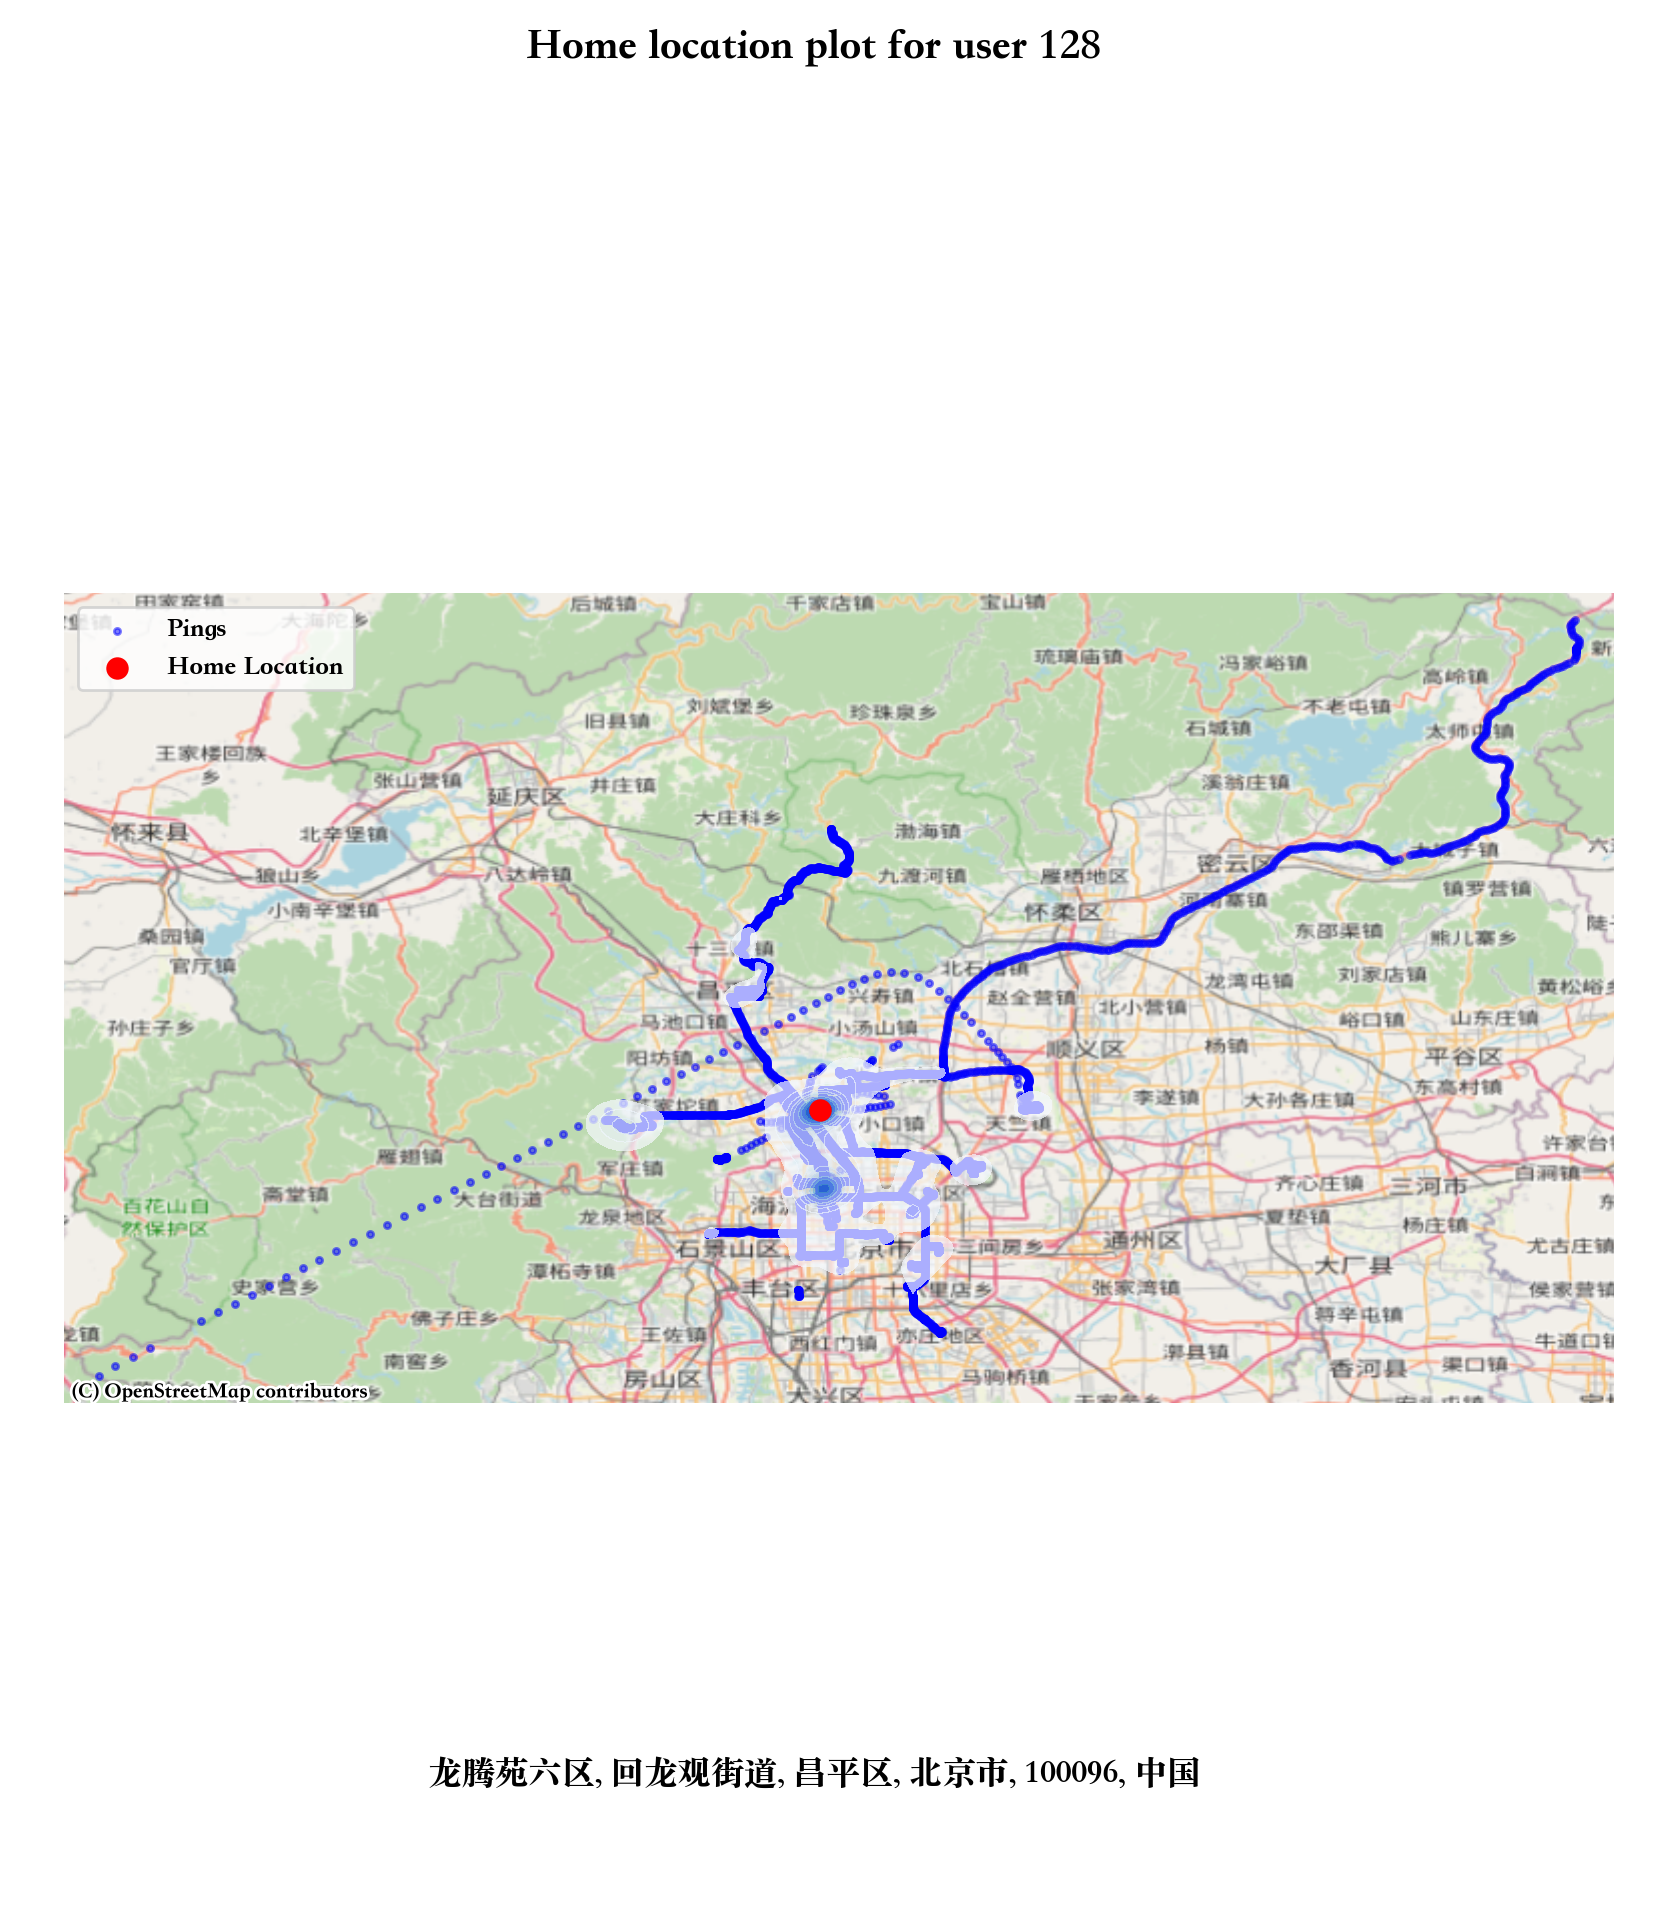 Home location plot for user 128
田家窑镇
后城镇
千家店镇
宝山镇
大海陀乡
Pings
Home Location
琉璃庙镇
冯家峪镇
新
高岭镇
刘斌堡乡
珍珠泉乡
不老屯镇
旧县镇
石城镇
太师屯镇
王家楼回族
乡
张山营镇
延庆区
井庄镇
溪翁庄镇
怀来县
北辛堡镇
大庄科乡
渤海镇
密云区
狼山乡
八达岭镇
九渡河镇
雁栖地区
镇罗营镇
小南辛堡镇
怀柔区
河南寨镇
桑园镇
东邵渠镇
熊儿寨乡
官厅镇
北石槽镇
龙湾屯镇
刘家店镇
黄松峪乡
孙庄子乡
马池口镇
兴寿镇
赵全营镇
北小营镇
峪口镇
山东庄镇
小汤山镇
阳坊镇
顺义区
杨镇
平谷区
东高村镇
李遂镇
大孙各庄镇
小口镇
天竺镇
雁翅镇
许家台镇
军庄镇
白涧镇
百花山自
然保护区
斋堂镇
大台街道
齐心庄镇
三河市
龙泉地区
夏垫镇
杨庄镇
石景山区
京市
三间房乡
通州区
尤古庄镇
潭柘寺镇
大厂县
史家营乡
丰台区
十八里店乡
张家湾镇
侯家营镇
佛子庄乡
蒋辛屯镇
王佐镇
西红门镇
亦庄地区
牛道口镇
南窖乡
漷县镇
香河县
渠口镇
房山区
马驹桥镇
大兴区
(C) OpenStreetMap contributors
龙腾苑六区, 回龙观街道, 昌平区, 北京市, 100096, 中国